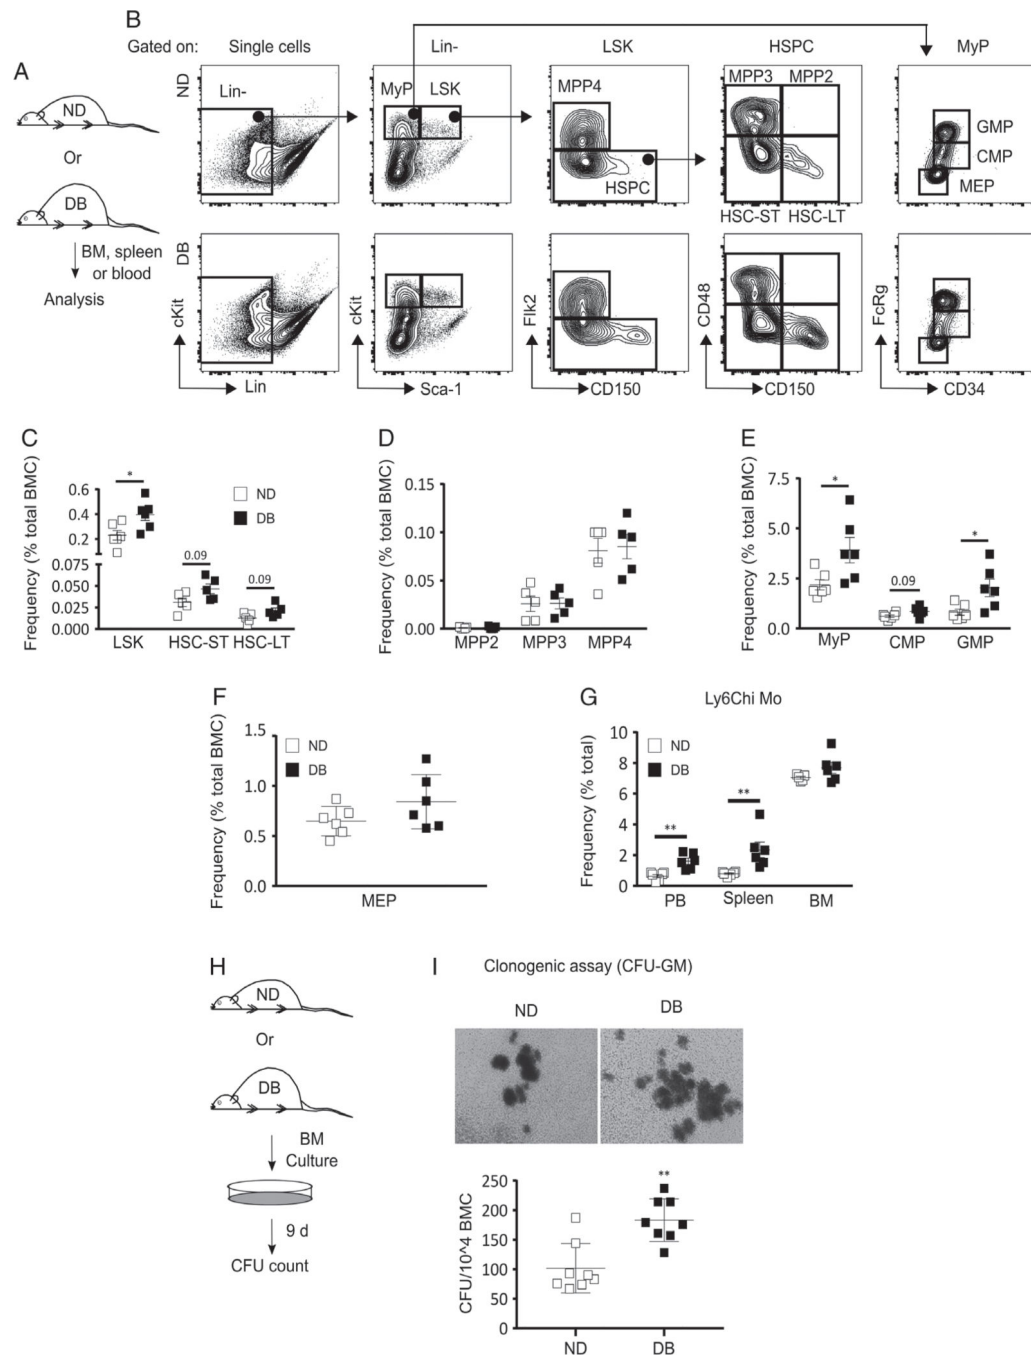 A
ND
Or
DB
BM, spleen
or blood
Analysis
B
Gated on: Single cells Lin- LSK HSPC MyP
ND
Lin-
MyP LSK
MPP4
HSPC
MPP3 MPP2
HSC-ST HSC-LT
GMP
CMP
MEP
DB
cKit
Lin
cKit
Sca-1
Flk2
CD150
CD48
CD150
FcRg
CD34
C
Frequency (% total BMC)
0.6
0.4
0.2
0.075
0.050
0.025
0.000
*
0.09
0.09
ND
DB
LSK HSC-ST HSC-LT
D
Frequency (% total BMC)
0.15
0.10
0.05
0.00
MPP2 MPP3 MPP4
E
Frequency (% total BMC)
7.5
5.0
2.5
0.0
*
0.09
*
MyP CMP GMP
F
Frequency (% total BMC)
1.5
1.0
0.5
0.0
ND
DB
MEP
G Ly6Chi Mo
Frequency (% total)
10
8
6
4
2
0
ND
DB
**
**
PB Spleen BM
H
ND
Or
DB
BM
Culture
9 d
CFU count
I Clonogenic assay (CFU-GM)
ND DB
CFU/10^4 BMC
250
200
150
100
50
0
**
ND DB